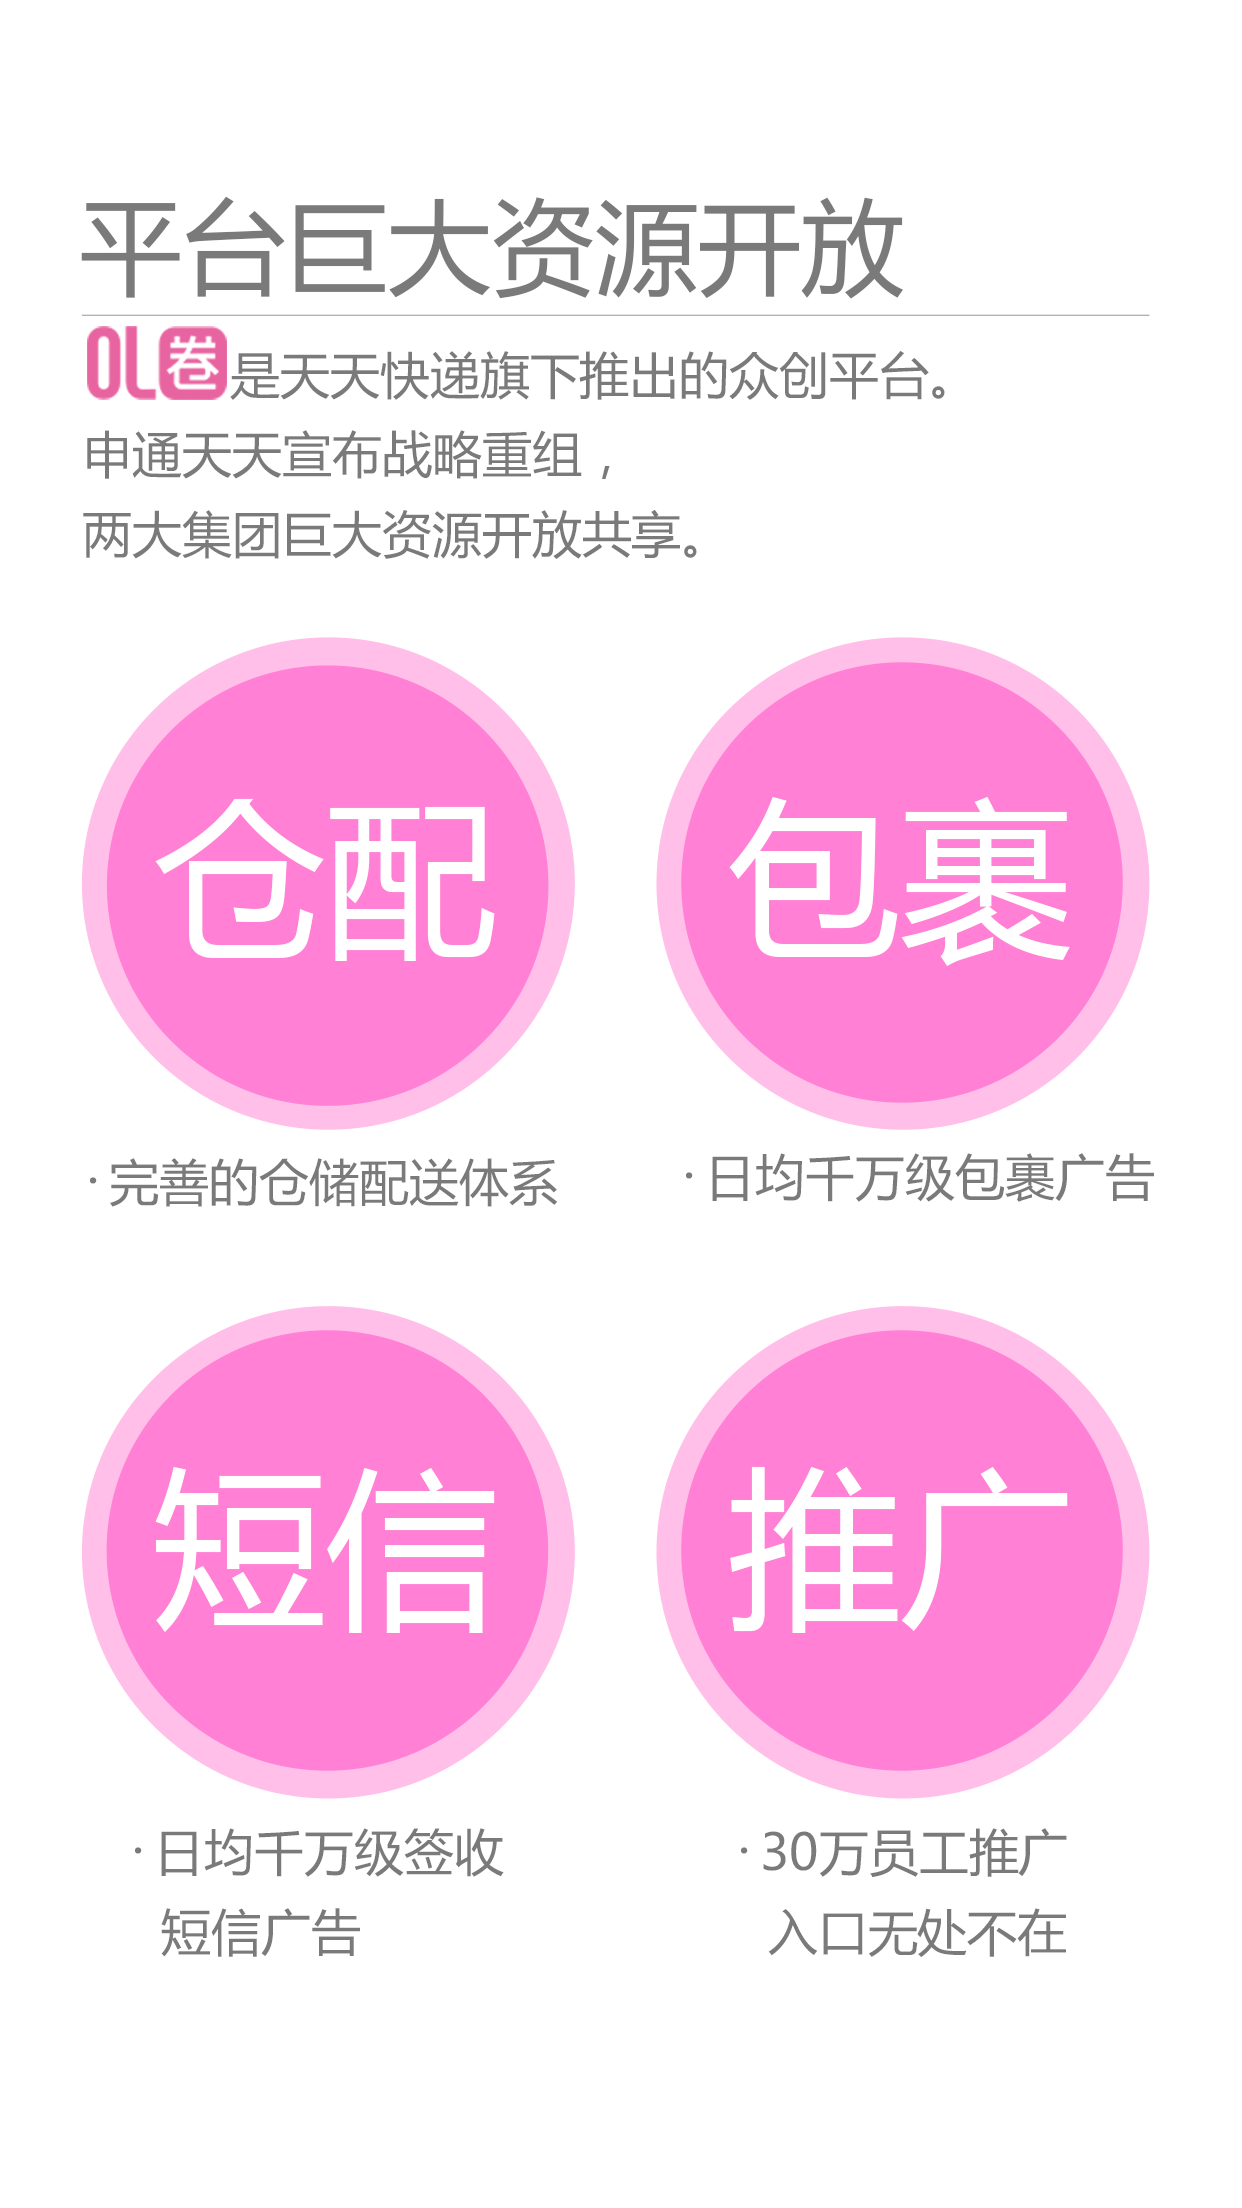 平台巨大资源开放
OL卷是天天快递旗下推出的众创平台。
申通天天宣布战略重组，
两大集团巨大资源开放共享。
仓配
· 完善的仓储配送体系
包裹
· 日均千万级包裹广告
短信
· 日均千万级签收
短信广告
推广
· 30万员工推广
入口无处不在